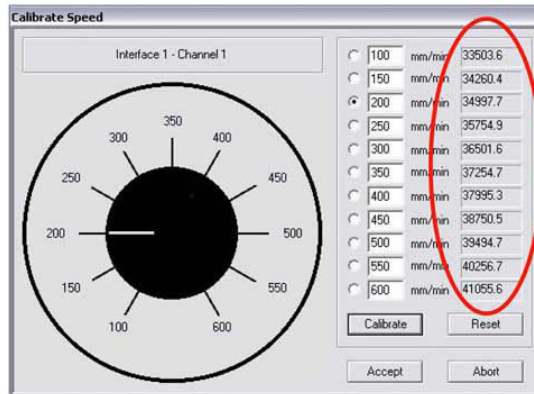 Calibrate Speed
Interface 1 - Channel 1
350
300
400
250
450
200
500
150
550
100
600
100 mm/min 33503.6
150 mm/min 34260.4
200 mm/min 34997.7
250 mm/min 35754.9
300 mm/min 36501.6
350 mm/min 37254.7
400 mm/min 37995.3
450 mm/min 38750.5
500 mm/min 39494.7
550 mm/min 40256.7
600 mm/min 41055.6
Calibrate
Reset
Accept
Abort